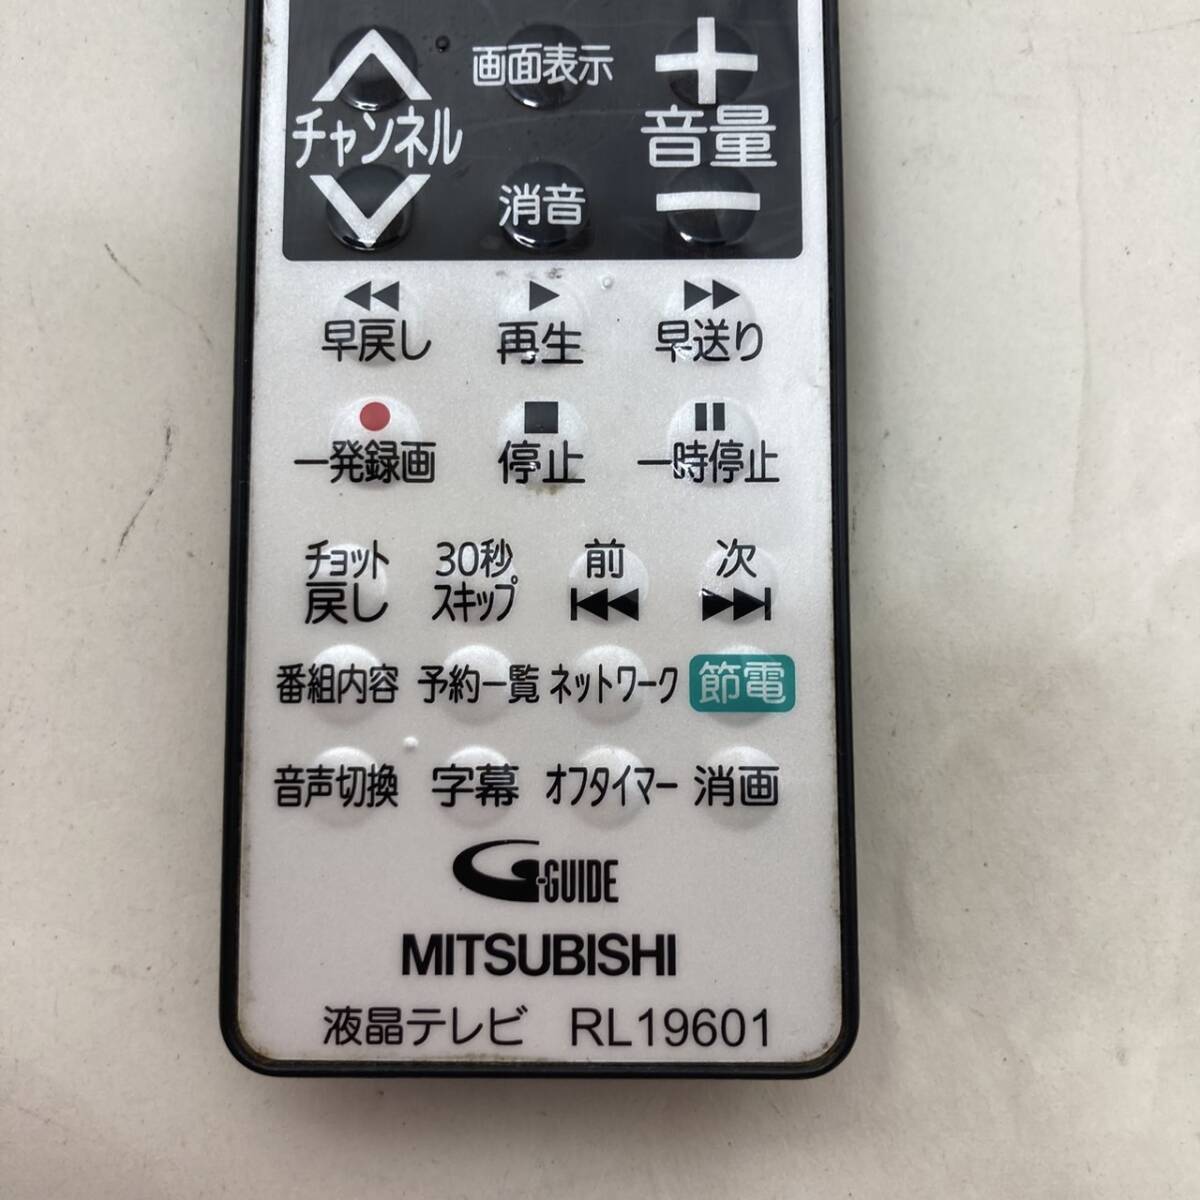 画面表示 +
チャンネル 音量
消音 −
早戻し 再生 早送り
一発録画 停止 一時停止
チョット 30秒 前 次
戻し スキップ
番組内容 予約一覧 ネットワーク 節電
音声切換 字幕 オフタイマー 消画
G-GUIDE
MITSUBISHI
液晶テレビ RL19601